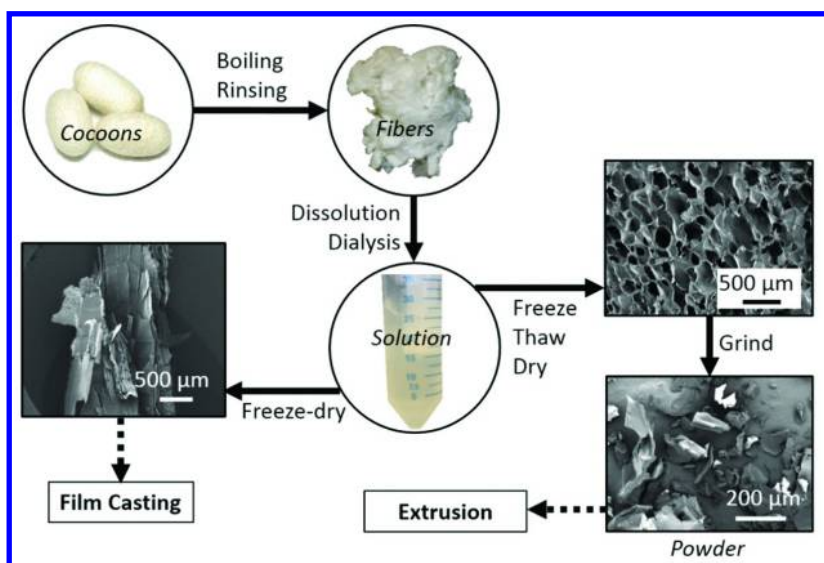 Boiling
Rinsing
Cocoons
Fibers
Dissolution
Dialysis
500 µm
Solution
Freeze
Thaw
Dry
500 µm
Grind
Freeze-dry
Film Casting
Extrusion
200 µm
Powder